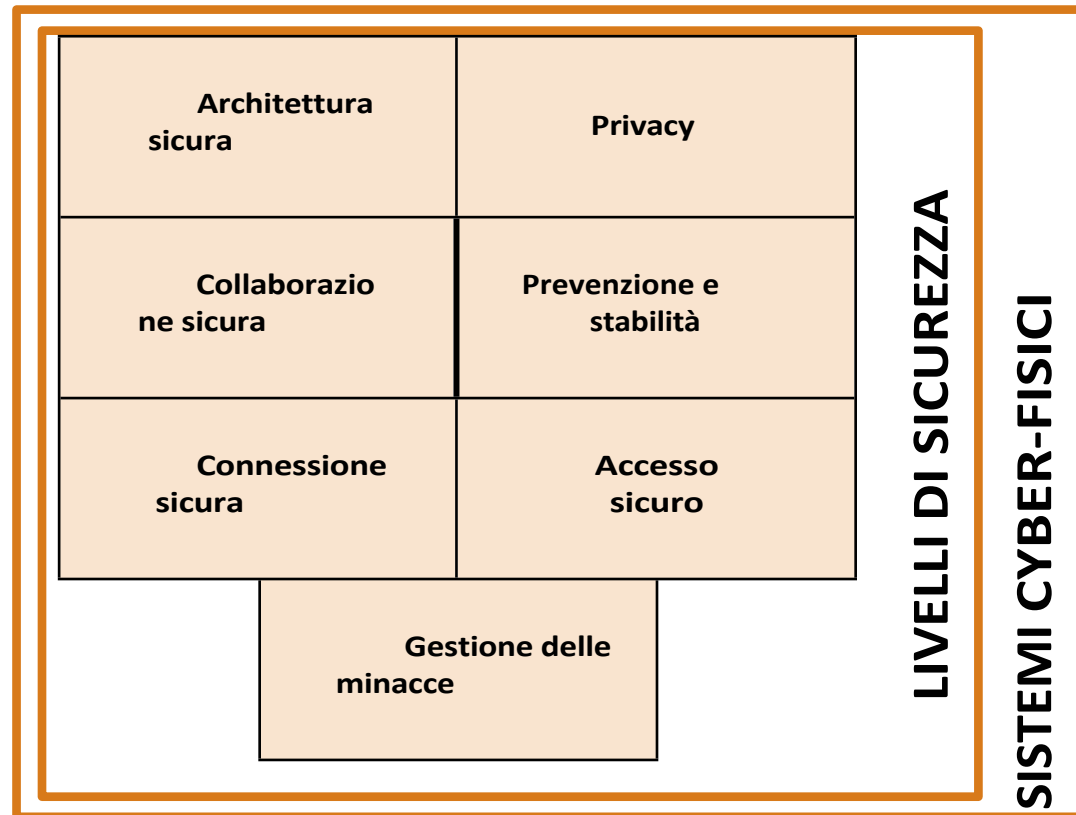 Architettura
sicura
Privacy
Collaborazio
ne sicura
Prevenzione e
stabilità
Connessione
sicura
Accesso
sicuro
Gestione delle
minacce
LIVELLI DI SICUREZZA
SISTEMI CYBER-FISICI